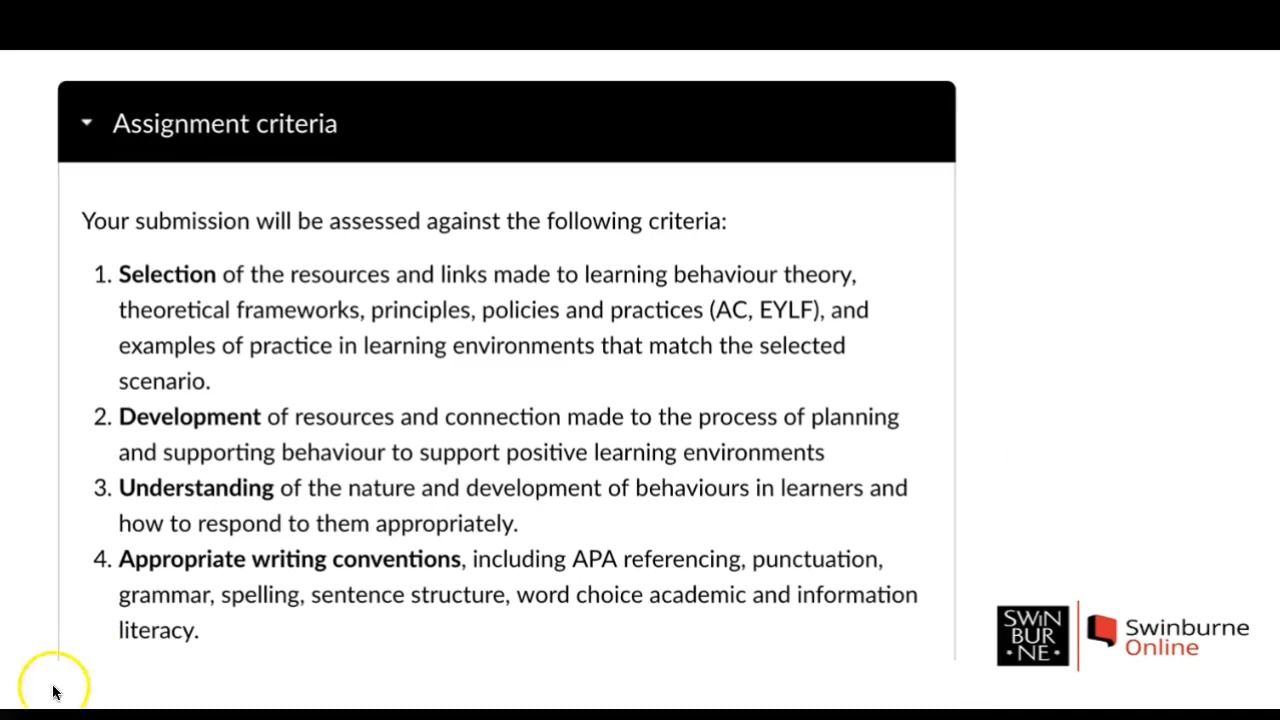 Assignment criteria
Your submission will be assessed against the following criteria:
1. Selection of the resources and links made to learning behaviour theory,
theoretical frameworks, principles, policies and practices (AC, EYLF), and
examples of practice in learning environments that match the selected
scenario.
2. Development of resources and connection made to the process of planning
and supporting behaviour to support positive learning environments
3. Understanding of the nature and development of behaviours in learners and
how to respond to them appropriately.
4. Appropriate writing conventions, including APA referencing, punctuation,
grammar, spelling, sentence structure, word choice academic and information
literacy.
SWiN
BUR
•NE•
Swinburne
Online